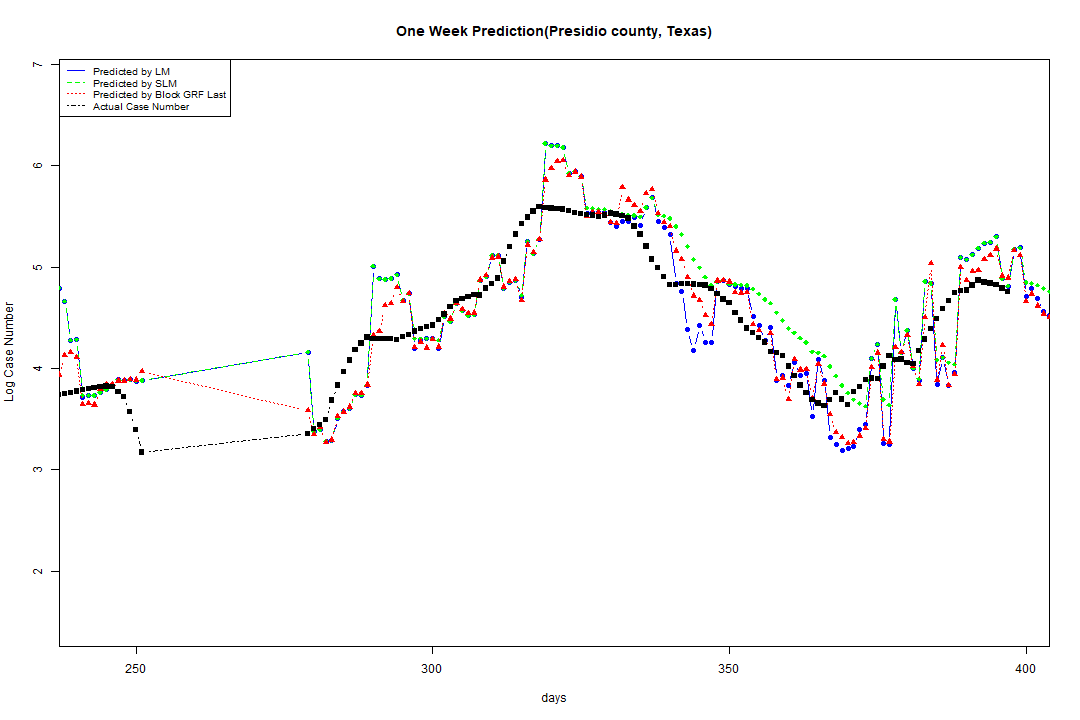 One Week Prediction(Presidio county, Texas)
Predicted by LM
Predicted by SLM
Predicted by Block GRF Last
Actual Case Number
7
6
5
4
3
2
Log Case Number
250 300 350 400
days